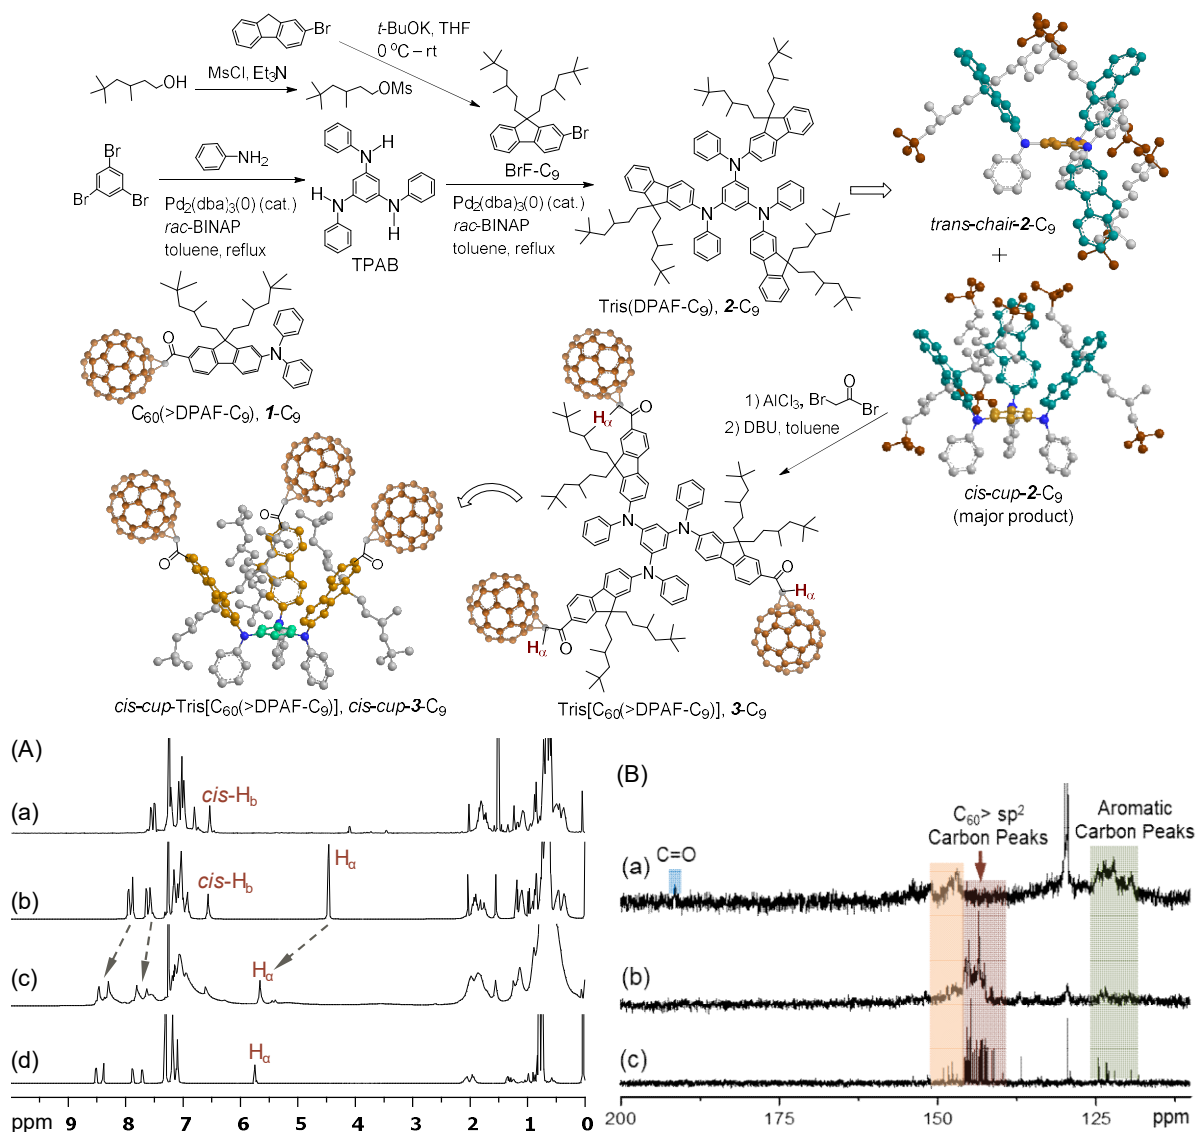 Br
t-BuOK, THF
0 °C – rt
OH
MsCl, Et3N
OMs
Br
NH2
Br
Br
Pd2(dba)3(0) (cat.)
rac-BINAP
toluene, reflux
N
H
H
N
N
H
TPAB
Br
BrF-C9
Pd2(dba)3(0) (cat.)
rac-BINAP
toluene, reflux
N
N
N
Tris(DPAF-C9), 2-C9
trans-chair-2-C9
+
cis-cup-2-C9
(major product)
O
N
C60(>DPAF-C9), 1-C9
1) AlCl3, Br
O
Br
2) DBU, toluene
Hα
O
N
N
N
O
Hα
Hα
O
Tris[C60(>DPAF-C9)], 3-C9
O
O
O
cis-cup-Tris[C60(>DPAF-C9)], cis-cup-3-C9
(A)
(a)
cis-Hb
(b)
cis-Hb
Hα
(c)
Hα
(d)
Hα
ppm 9 8 7 6 5 4 3 2 1 0
(B)
C60> sp2
Carbon Peaks
Aromatic
Carbon Peaks
C=O
(a)
(b)
(c)
200 175 150 125 ppm